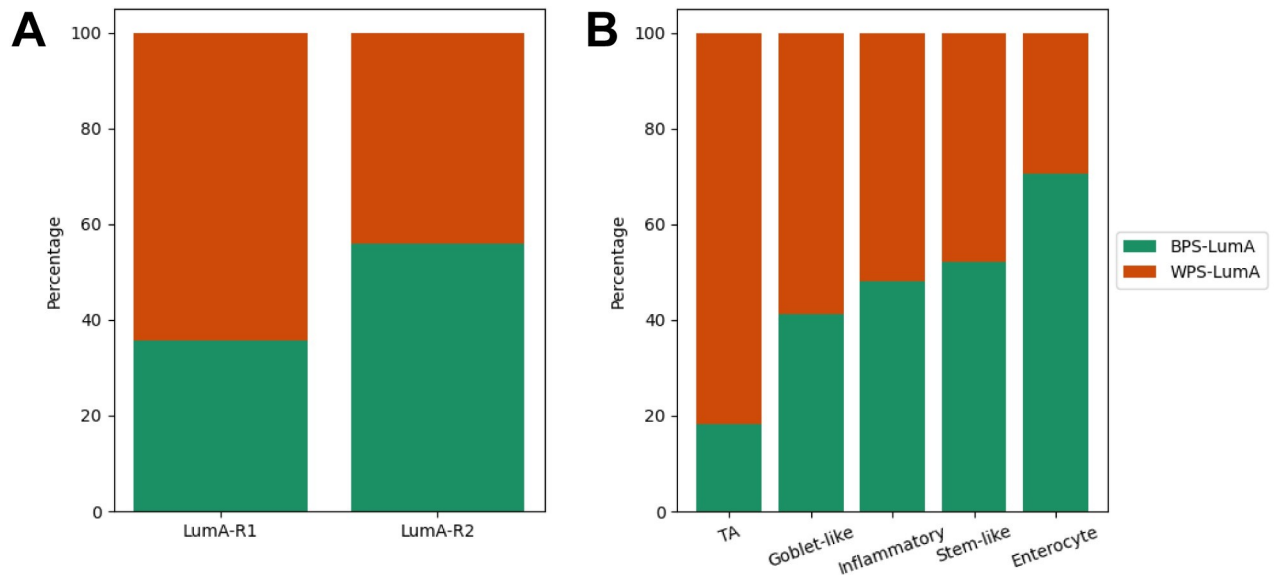 A
Percentage
100
80
60
40
20
0
LumA-R1
LumA-R2
B
Percentage
100
80
60
40
20
0
TA
Goblet-like
Inflammatory
Stem-like
Enterocyte
BPS-LumA
WPS-LumA